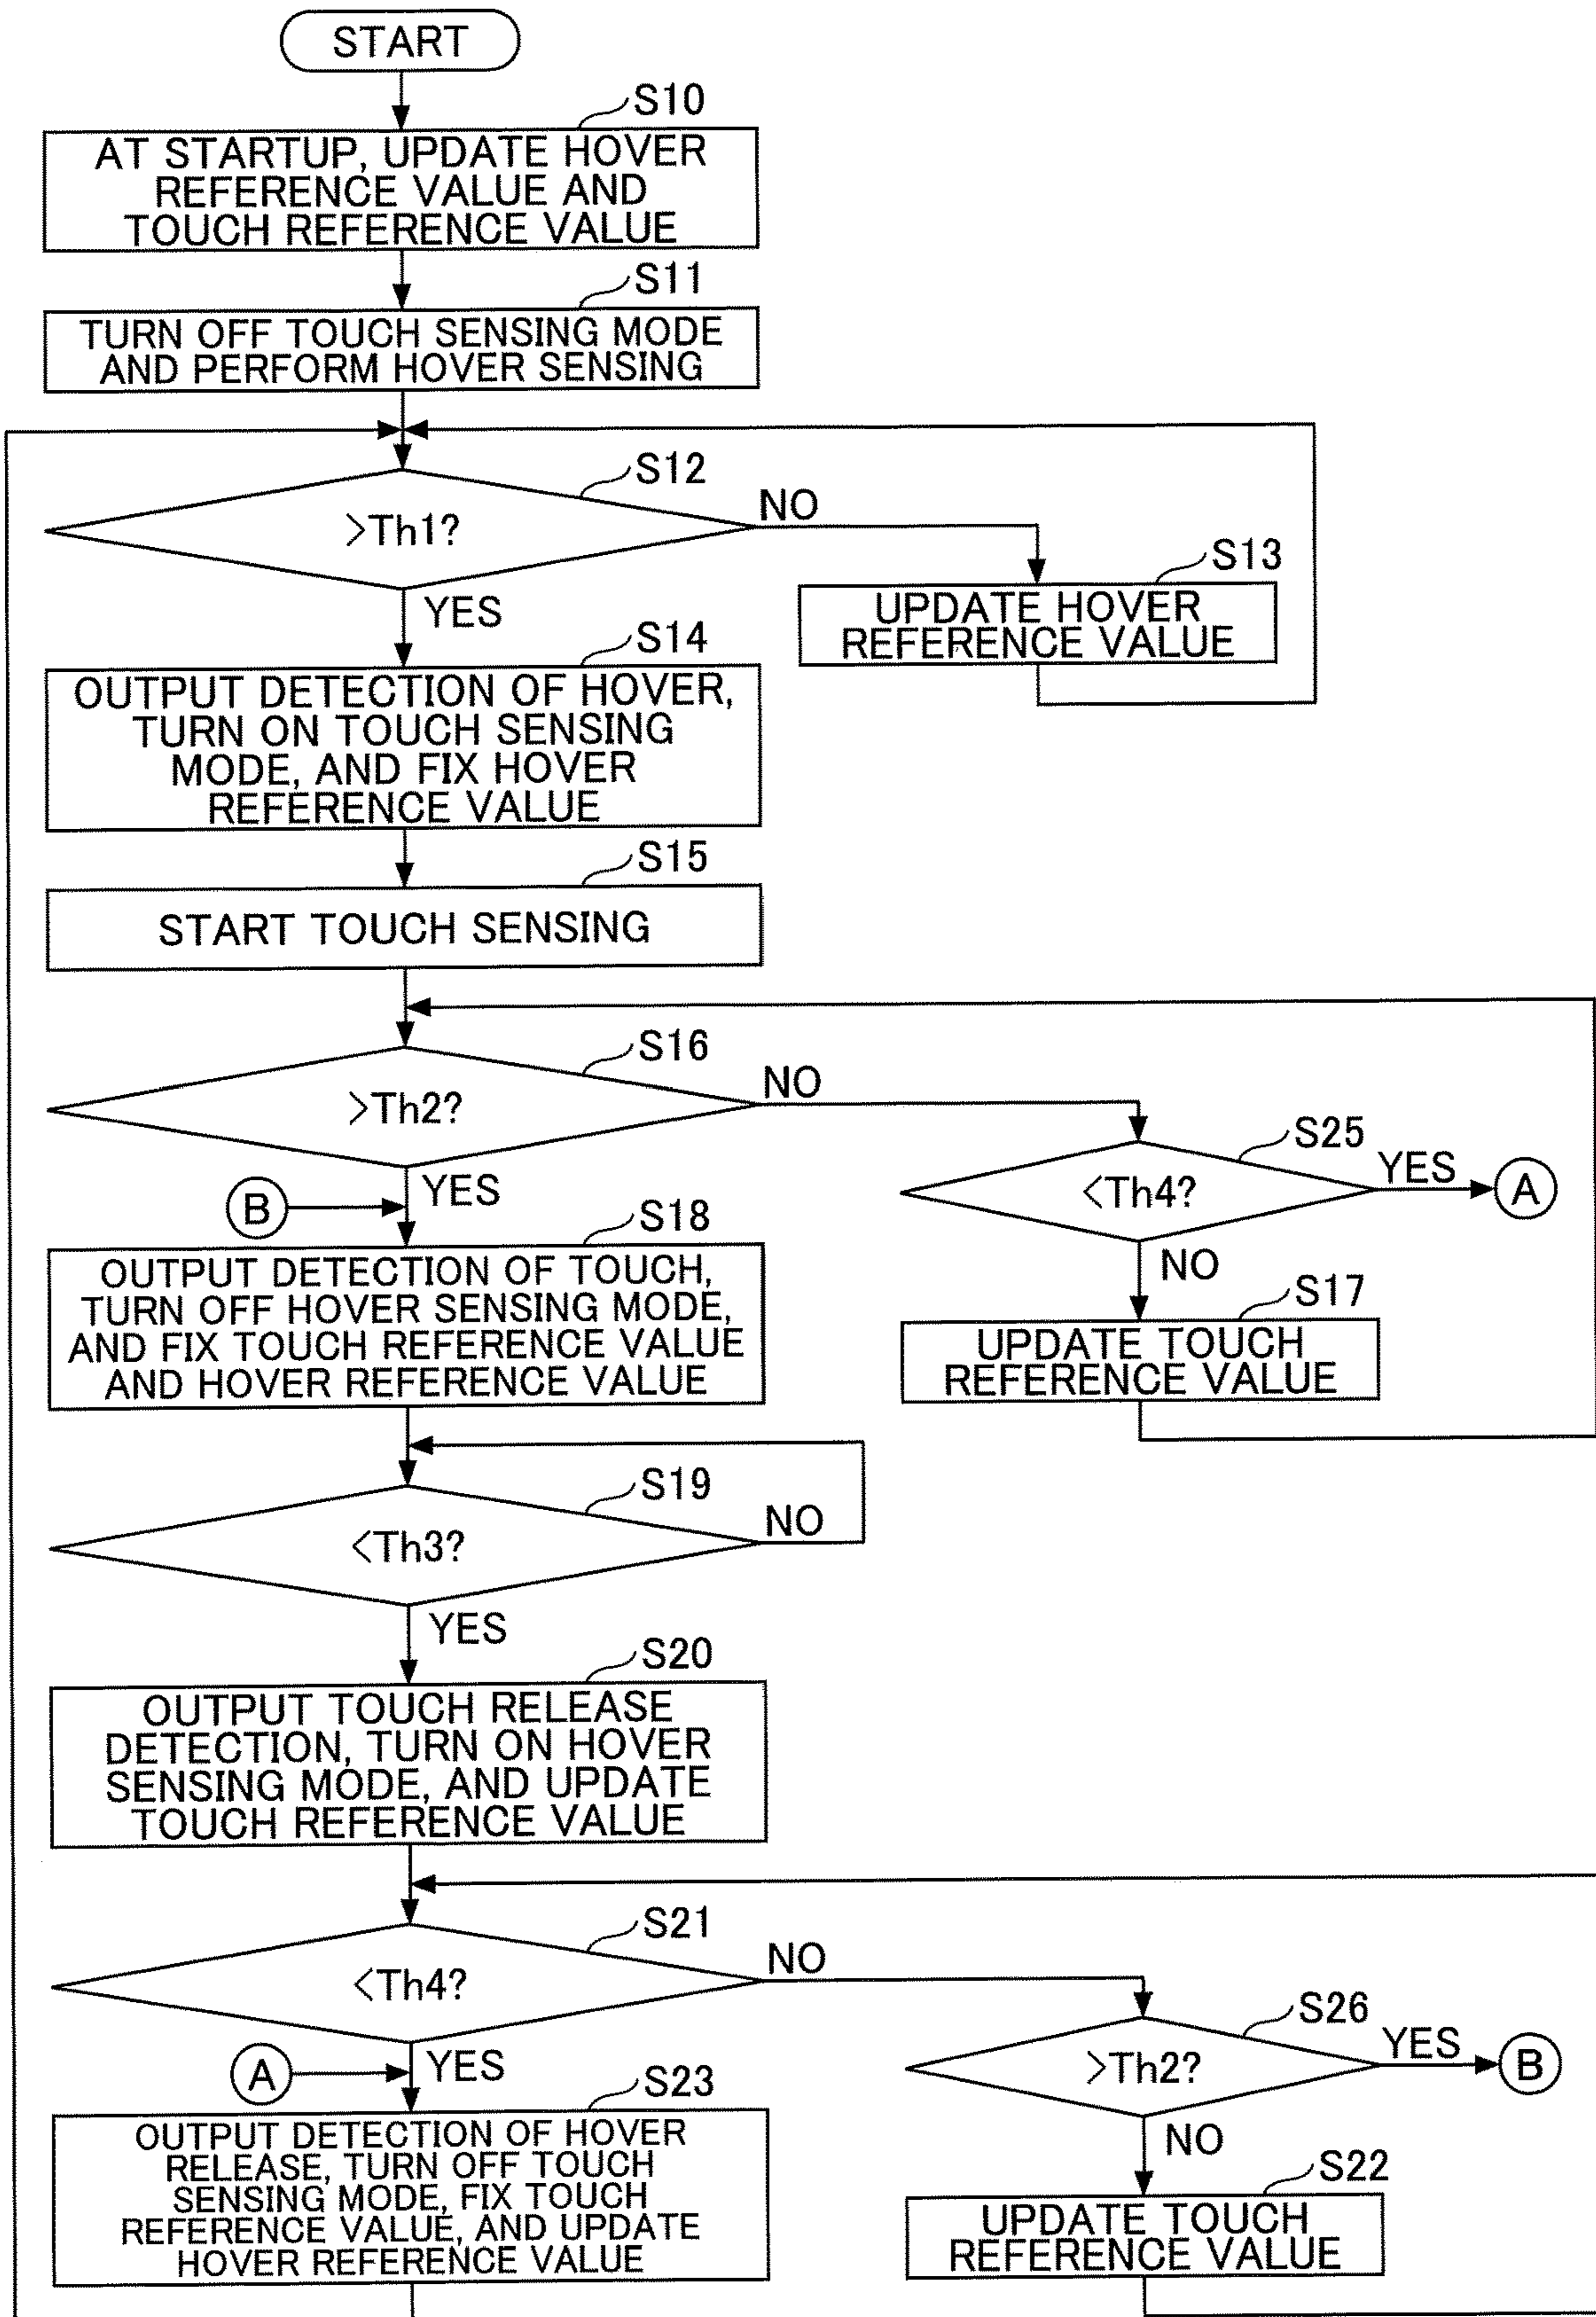 START
S10
AT STARTUP, UPDATE HOVER
REFERENCE VALUE AND
TOUCH REFERENCE VALUE
S11
TURN OFF TOUCH SENSING MODE
AND PERFORM HOVER SENSING
S12
>Th1?
NO
YES
S13
UPDATE HOVER
REFERENCE VALUE
S14
OUTPUT DETECTION OF HOVER,
TURN ON TOUCH SENSING
MODE, AND FIX HOVER
REFERENCE VALUE
S15
START TOUCH SENSING
S16
>Th2?
NO
YES
S25
<Th4?
YES
A
NO
S17
UPDATE TOUCH
REFERENCE VALUE
B
S18
OUTPUT DETECTION OF TOUCH,
TURN OFF HOVER SENSING MODE,
AND FIX TOUCH REFERENCE VALUE
AND HOVER REFERENCE VALUE
S19
<Th3?
NO
YES
S20
OUTPUT TOUCH RELEASE
DETECTION, TURN ON HOVER
SENSING MODE, AND UPDATE
TOUCH REFERENCE VALUE
S21
<Th4?
NO
YES
S26
>Th2?
YES
B
NO
S22
UPDATE TOUCH
REFERENCE VALUE
A
S23
OUTPUT DETECTION OF HOVER
RELEASE, TURN OFF TOUCH
SENSING MODE, FIX TOUCH
REFERENCE VALUE, AND UPDATE
HOVER REFERENCE VALUE